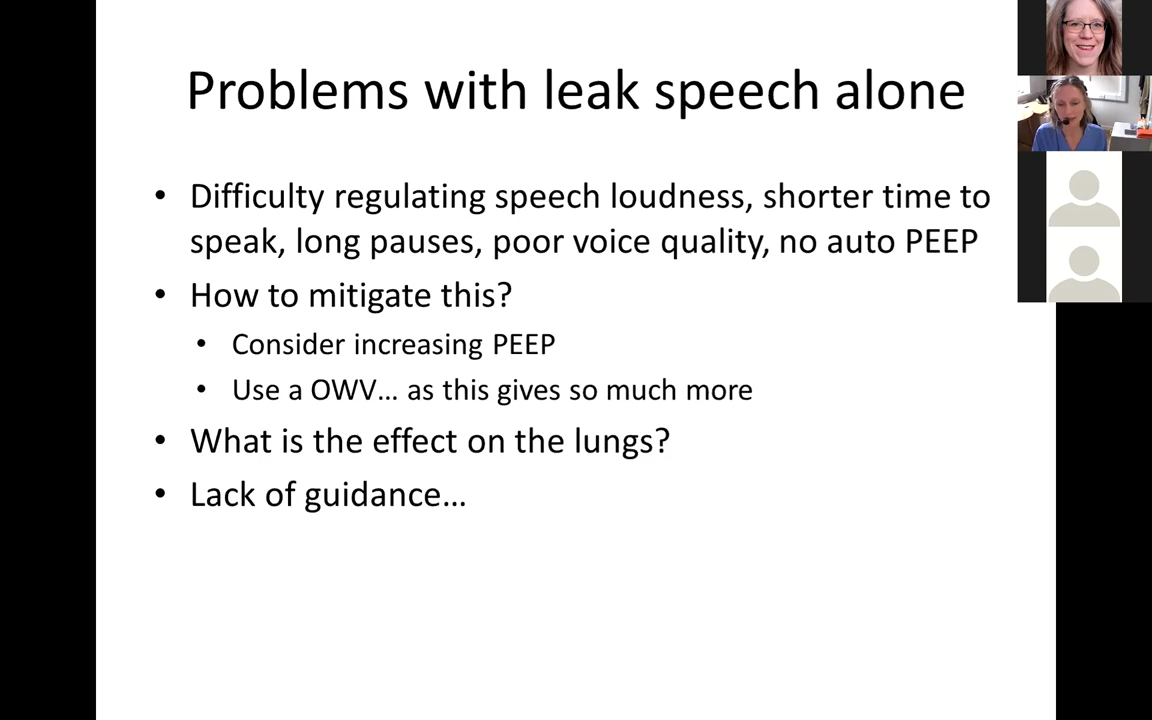 Problems with leak speech alone
• Difficulty regulating speech loudness, shorter time to
speak, long pauses, poor voice quality, no auto PEEP
• How to mitigate this?
• Consider increasing PEEP
• Use a OWV... as this gives so much more
• What is the effect on the lungs?
• Lack of guidance...